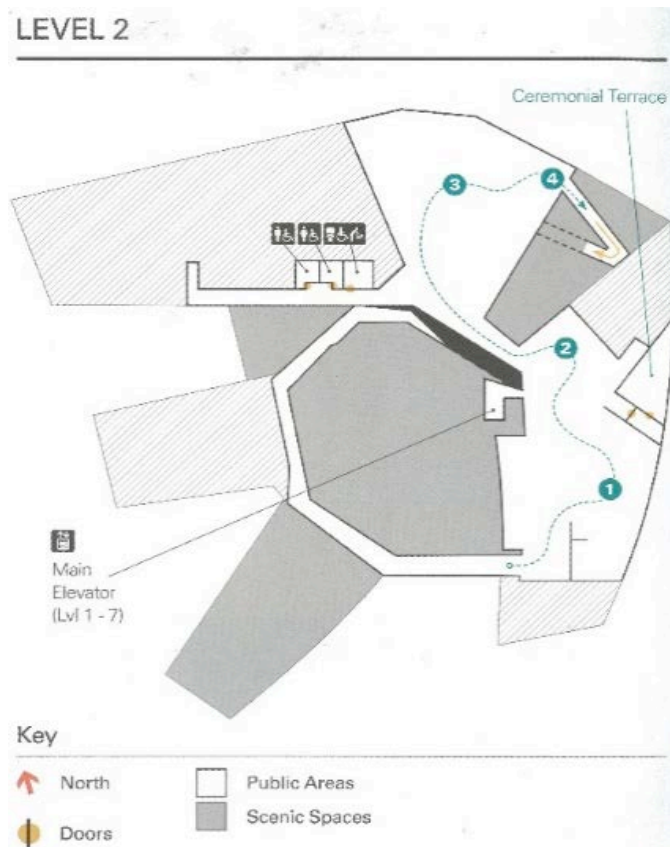 LEVEL 2
Ceremonial Terrace
3
4
2
1
Main
Elevator
(Lvl 1 - 7)
Key
North
Public Areas
Scenic Spaces
Doors